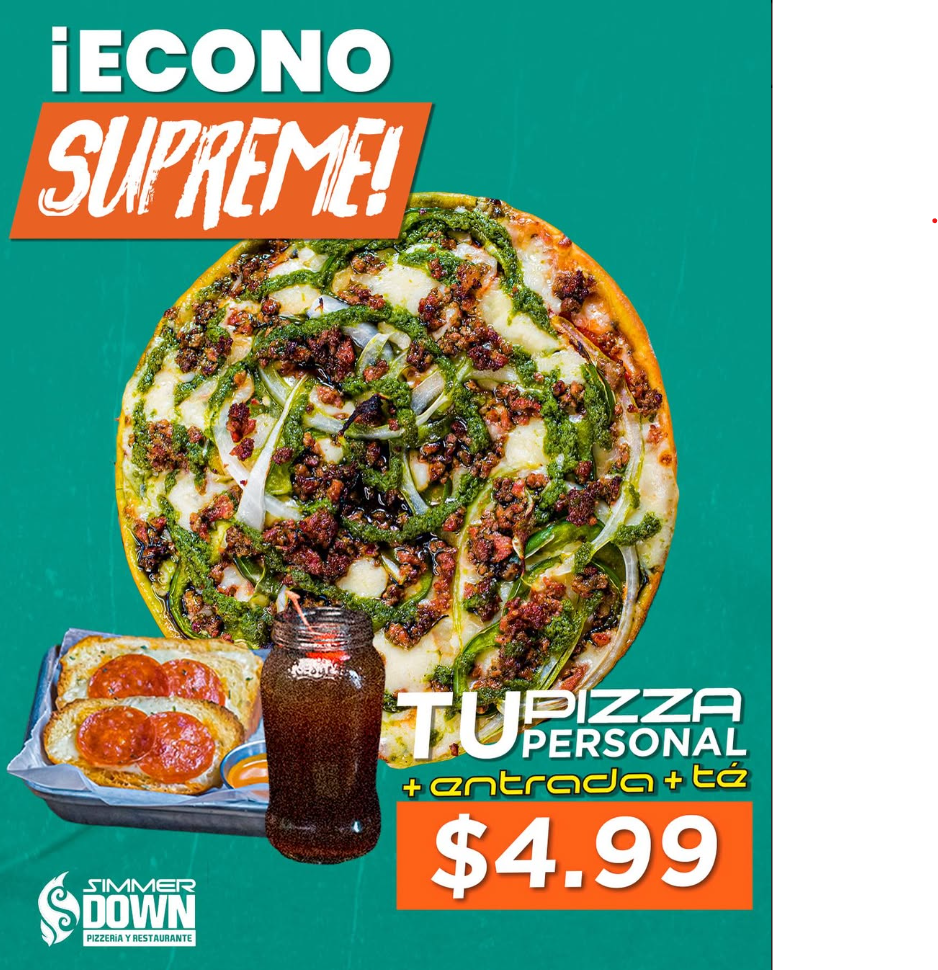 ¡ECONO
SUPREME!
TU PIZZA
PERSONAL
+ entrada + té
$4.99
SIMMER
DOWN
PIZZERÍA Y RESTAURANTE